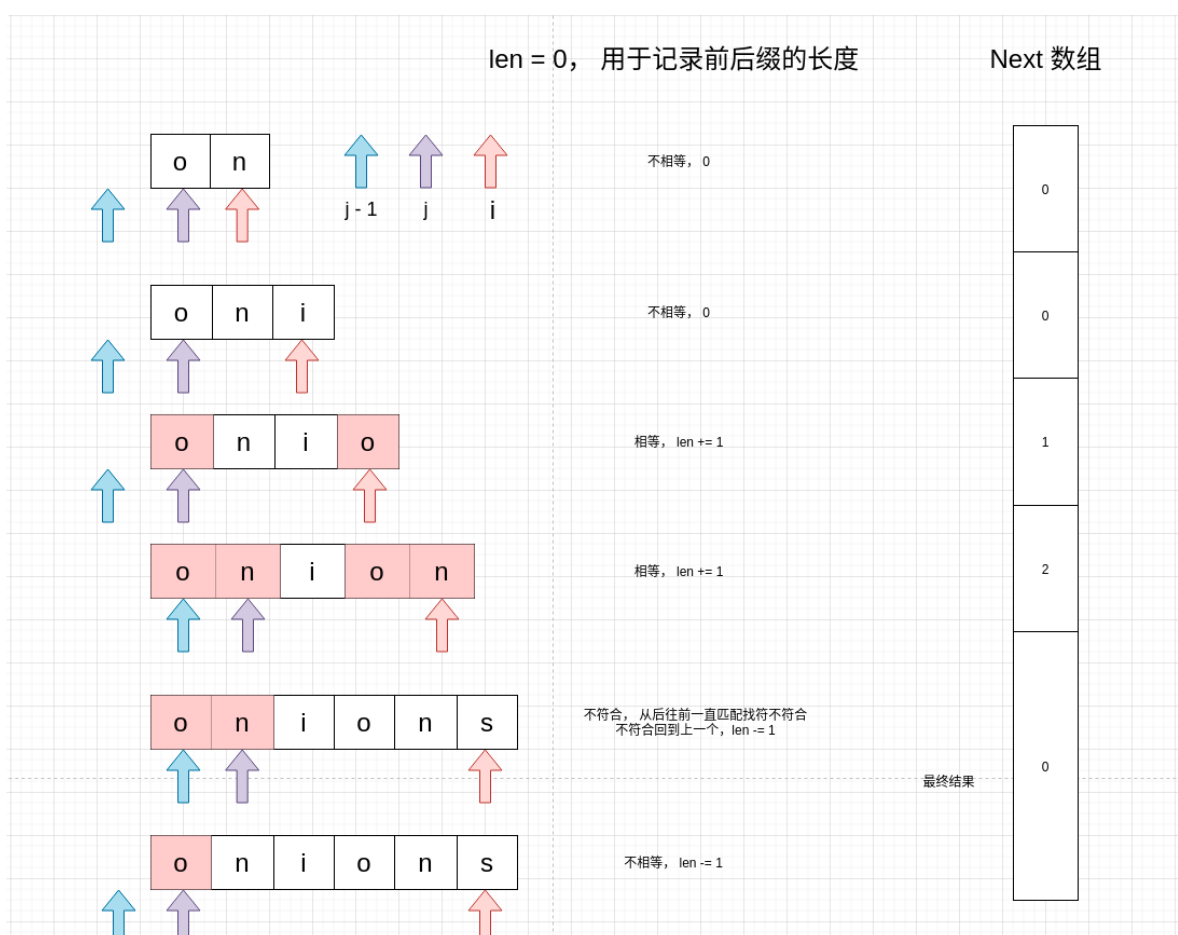 len = 0， 用于记录前后缀的长度
Next 数组
o n
不相等， 0
0
j - 1 j i
o n i
不相等， 0
0
o n i o
相等， len += 1
1
o n i o n
相等， len += 1
2
o n i o n s
不符合， 从后往前一直匹配找符不符合
不符合回到上一个，len -= 1
0
最终结果
o n i o n s
不相等， len -= 1